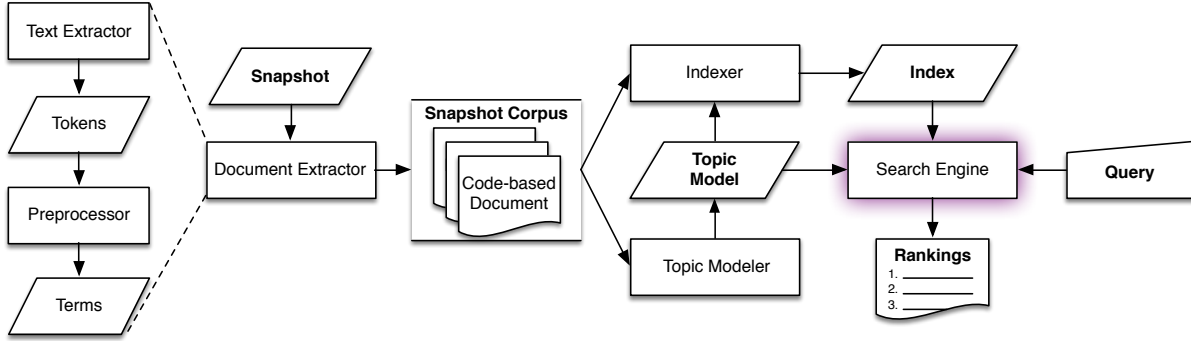 Text Extractor
Tokens
Preprocessor
Terms
Snapshot
Document Extractor
Snapshot Corpus
Code-based
Document
Indexer
Topic
Model
Topic Modeler
Index
Search Engine
Rankings
1.
2.
3.
Query